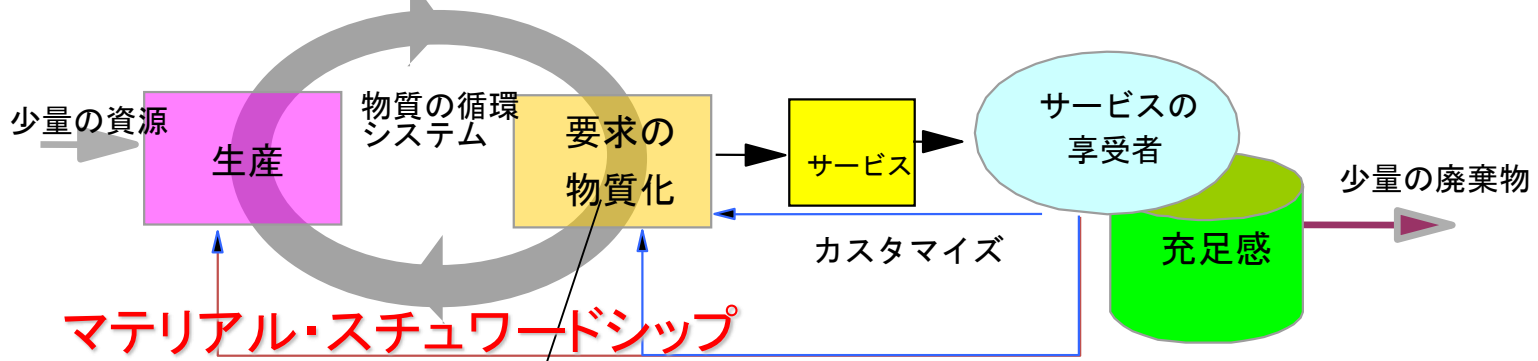 少量の資源
生産
物質の循環
システム
要求の
物質化
サービス
サービスの
享受者
少量の廃棄物
充足感
カスタマイズ
マテリアル・スチュワードシップ